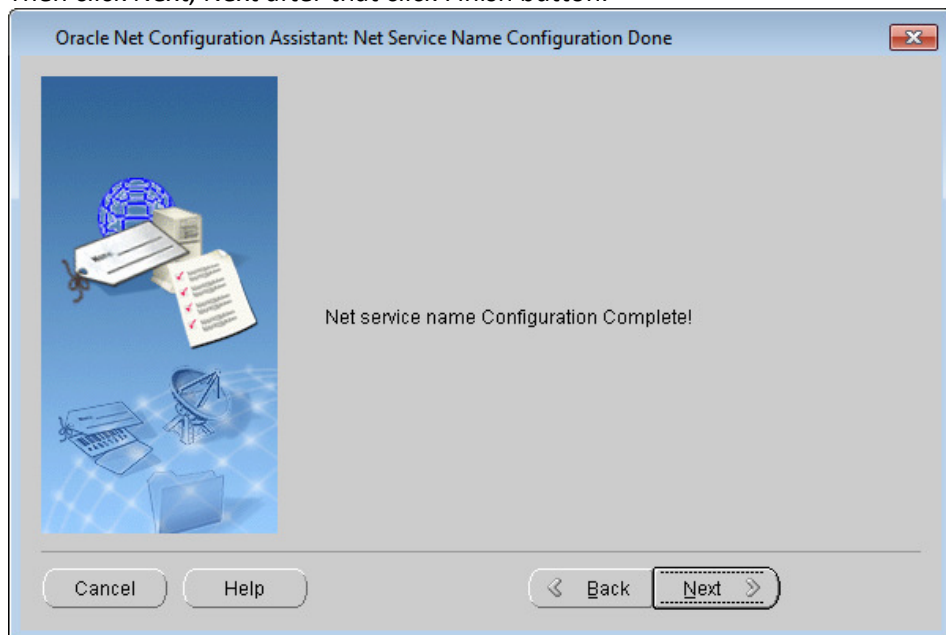 Oracle Net Configuration Assistant: Net Service Name Configuration Done
Net service name Configuration Complete!
Cancel
Help
Back
Next